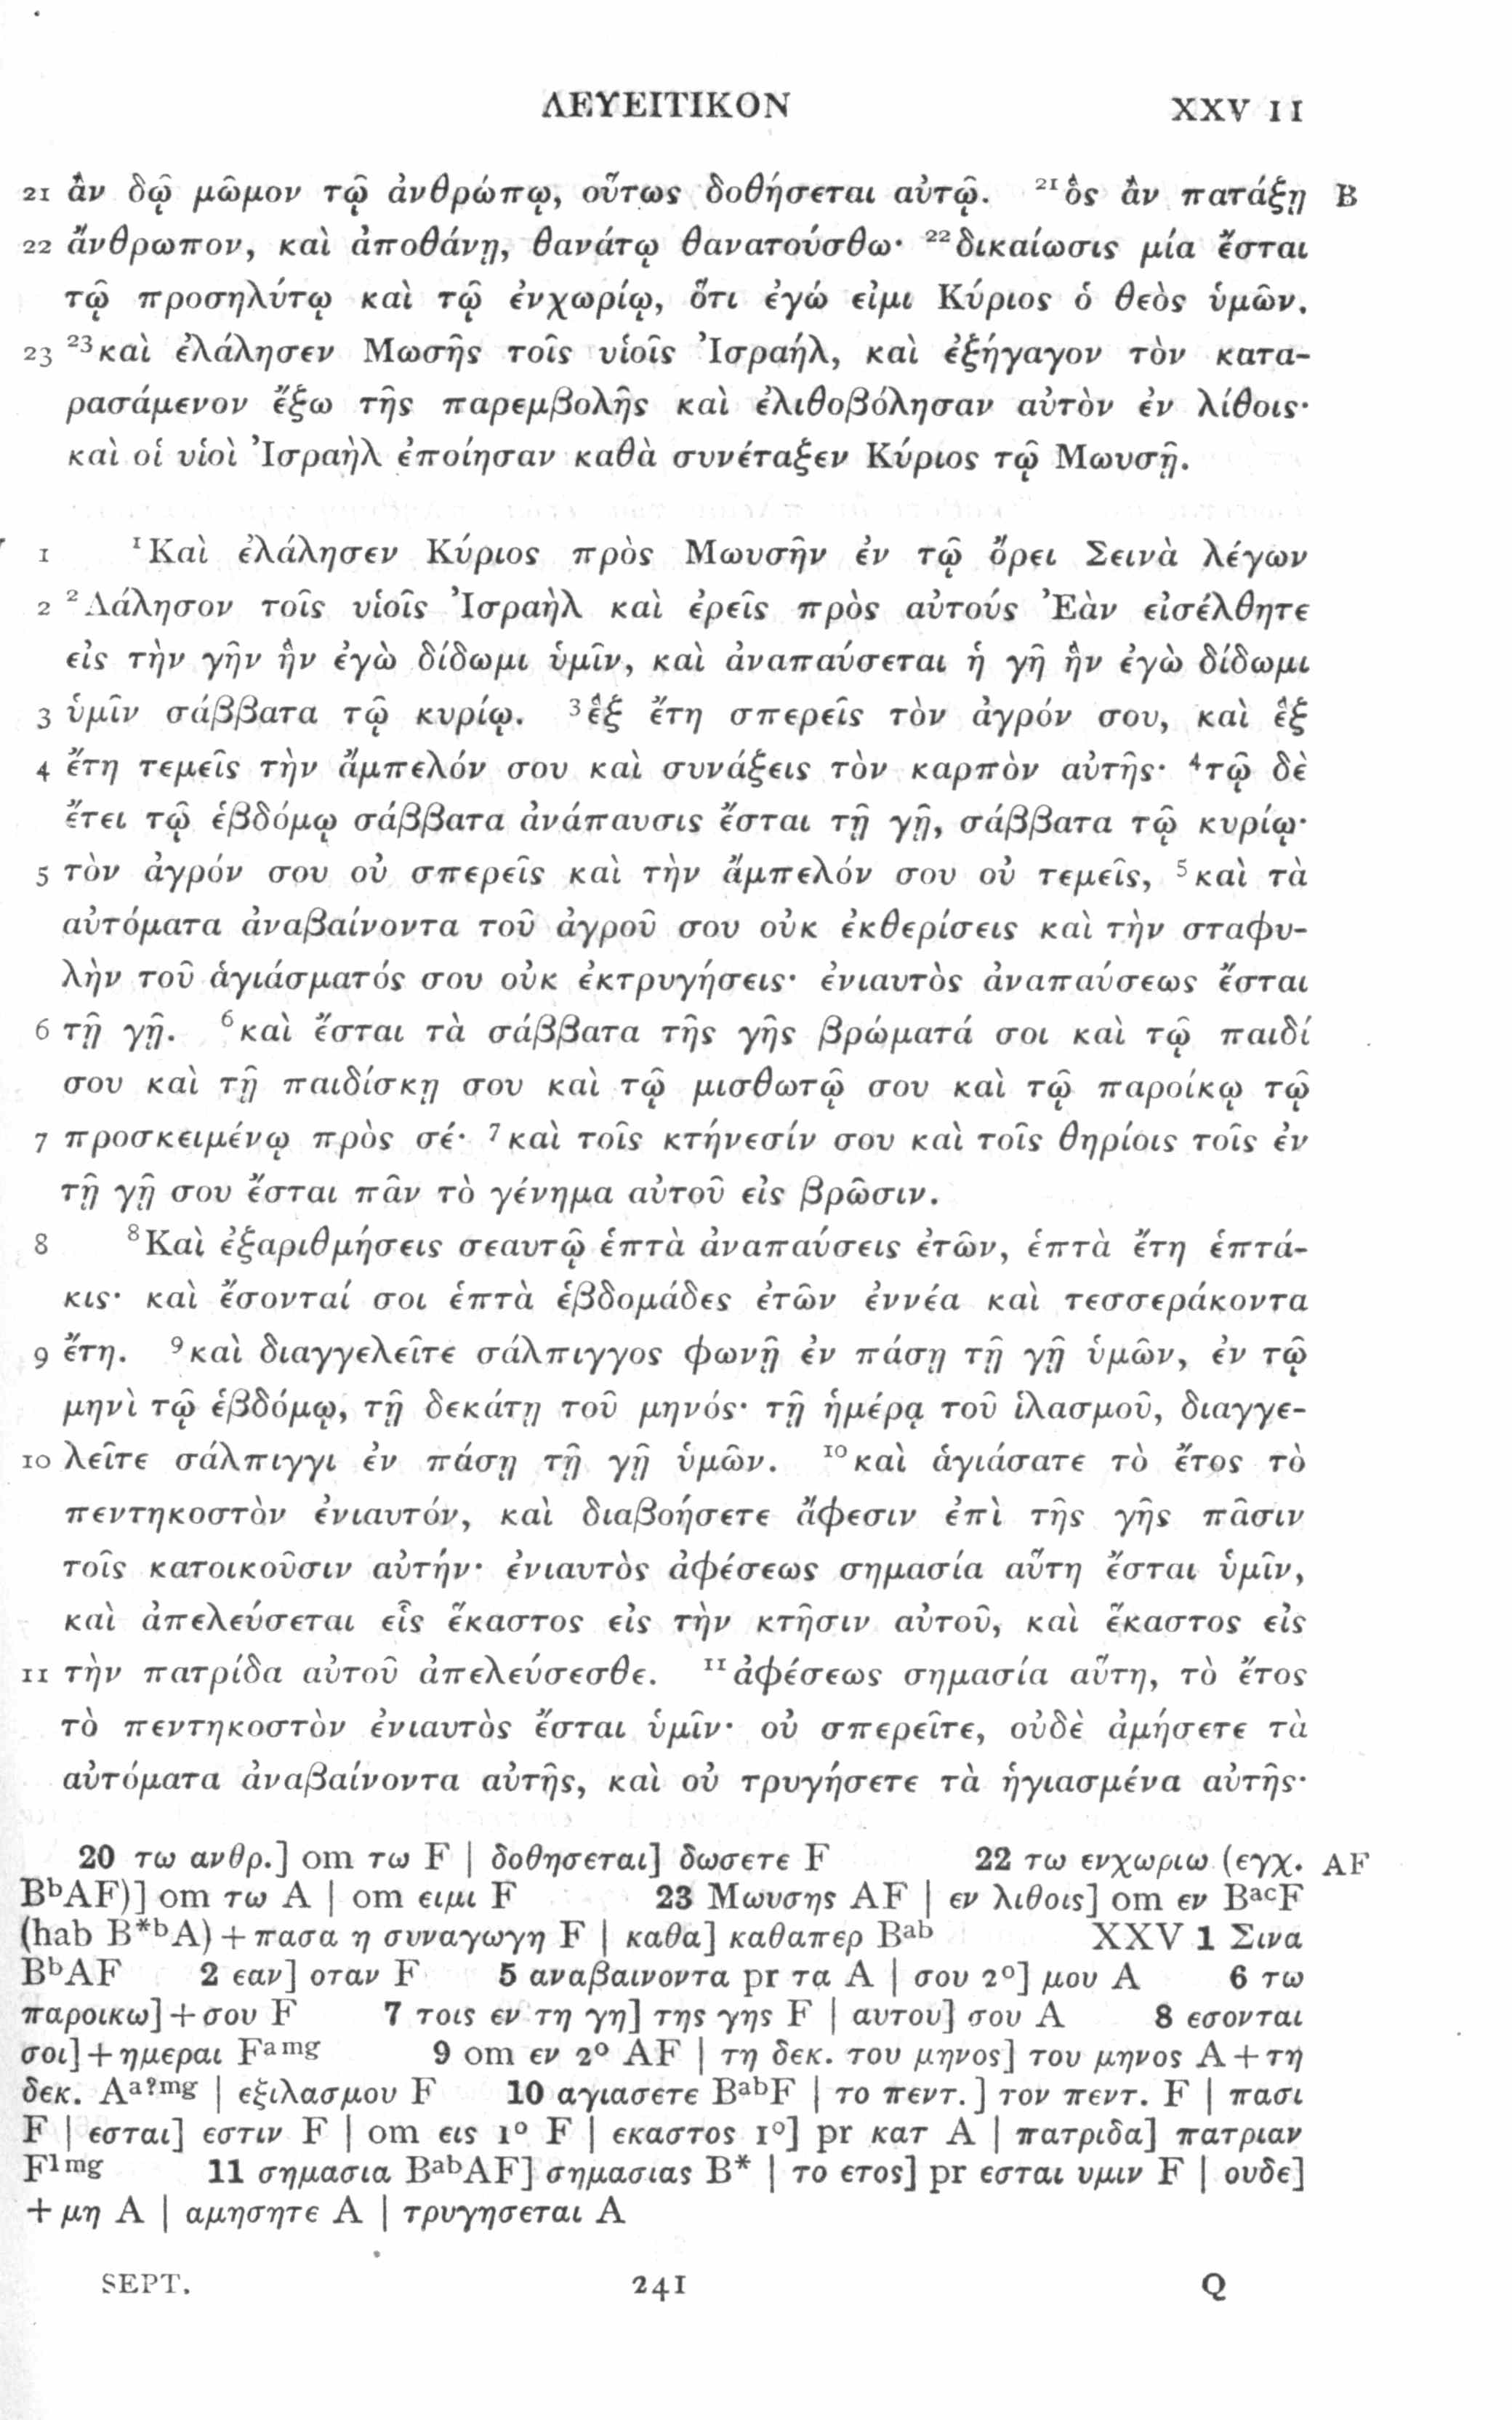 ΛΕΥΕΙΤΙΚΟΝ XXV 11
21 ἂν δῷ μῶμον τῷ ἀνθρώπῳ, οὕτως δοθήσεται αὐτῷ. ²¹ὃς ἂν πατάξῃ B
22 ἄνθρωπον, καὶ ἀποθάνῃ, θανάτῳ θανατούσθω· ²²δικαίωσις μία ἔσται
τῷ προσηλύτῳ καὶ τῷ ἐνχωρίῳ, ὅτι ἐγώ εἰμι Κύριος ὁ θεὸς ὑμῶν.
23 ²³καὶ ἐλάλησεν Μωσῆς τοῖς υἱοῖς Ἰσραήλ, καὶ ἐξήγαγον τὸν κατα-
ρασάμενον ἔξω τῆς παρεμβολῆς καὶ ἐλιθοβόλησαν αὐτὸν ἐν λίθοις·
καὶ οἱ υἱοὶ Ἰσραὴλ ἐποίησαν καθὰ συνέταξεν Κύριος τῷ Μωυσῇ.
1 ¹Καὶ ἐλάλησεν Κύριος πρὸς Μωυσῆν ἐν τῷ ὄρει Σεινὰ λέγων
2 ²Λάλησον τοῖς υἱοῖς Ἰσραὴλ καὶ ἐρεῖς πρὸς αὐτούς Ἐὰν εἰσέλθητε
εἰς τὴν γῆν ἣν ἐγὼ δίδωμι ὑμῖν, καὶ ἀναπαύσεται ἡ γῆ ἣν ἐγὼ δίδωμι
3 ὑμῖν σάββατα τῷ κυρίῳ. ³ἓξ ἔτη σπερεῖς τὸν ἀγρόν σου, καὶ ἓξ
4 ἔτη τεμεῖς τὴν ἄμπελόν σου καὶ συνάξεις τὸν καρπὸν αὐτῆς· ⁴τῷ δὲ
ἔτει τῷ ἑβδόμῳ σάββατα ἀνάπαυσις ἔσται τῇ γῇ, σάββατα τῷ κυρίῳ·
5 τὸν ἀγρόν σου οὐ σπερεῖς καὶ τὴν ἄμπελόν σου οὐ τεμεῖς, ⁵καὶ τὰ
αὐτόματα ἀναβαίνοντα τοῦ ἀγροῦ σου οὐκ ἐκθερίσεις καὶ τὴν σταφυ-
λὴν τοῦ ἁγιάσματός σου οὐκ ἐκτρυγήσεις· ἐνιαυτὸς ἀναπαύσεως ἔσται
6 τῇ γῇ. ⁶καὶ ἔσται τὰ σάββατα τῆς γῆς βρώματά σοι καὶ τῷ παιδί
σου καὶ τῇ παιδίσκῃ σου καὶ τῷ μισθωτῷ σου καὶ τῷ παροίκῳ τῷ
7 προσκειμένῳ πρὸς σέ· ⁷καὶ τοῖς κτήνεσίν σου καὶ τοῖς θηρίοις τοῖς ἐν
τῇ γῇ σου ἔσται πᾶν τὸ γένημα αὐτοῦ εἰς βρῶσιν.
8 ⁸Καὶ ἐξαριθμήσεις σεαυτῷ ἑπτὰ ἀναπαύσεις ἐτῶν, ἑπτὰ ἔτη ἑπτά-
κις· καὶ ἔσονταί σοι ἑπτὰ ἑβδομάδες ἐτῶν ἐννέα καὶ τεσσεράκοντα
9 ἔτη. ⁹καὶ διαγγελεῖτε σάλπιγγος φωνῇ ἐν πάσῃ τῇ γῇ ὑμῶν, ἐν τῷ
μηνὶ τῷ ἑβδόμῳ, τῇ δεκάτῃ τοῦ μηνός· τῇ ἡμέρᾳ τοῦ ἱλασμοῦ, διαγγε-
10 λεῖτε σάλπιγγι ἐν πάσῃ τῇ γῇ ὑμῶν. ¹⁰καὶ ἁγιάσατε τὸ ἔτος τὸ
πεντηκοστὸν ἐνιαυτόν, καὶ διαβοήσετε ἄφεσιν ἐπὶ τῆς γῆς πᾶσιν
τοῖς κατοικοῦσιν αὐτήν· ἐνιαυτὸς ἀφέσεως σημασία αὕτη ἔσται ὑμῖν,
καὶ ἀπελεύσεται εἷς ἕκαστος εἰς τὴν κτῆσιν αὐτοῦ, καὶ ἕκαστος εἰς
11 τὴν πατρίδα αὐτοῦ ἀπελεύσεσθε. ¹¹ἀφέσεως σημασία αὕτη, τὸ ἔτος
τὸ πεντηκοστὸν ἐνιαυτὸς ἔσται ὑμῖν· οὐ σπερεῖτε, οὐδὲ ἀμήσετε τὰ
αὐτόματα ἀναβαίνοντα αὐτῆς, καὶ οὐ τρυγήσετε τὰ ἡγιασμένα αὐτῆς·
20 τω ανθρ.] om τω F | δοθησεται] δωσετε F 22 τω ενχωριω (εγχ. AF
BᵇAF)] om τω A | om ειμι F 23 Μωυσης AF | εν λιθοις] om εν BᵃᶜF
(hab B*ᵇA) + πασα η συναγωγη F | καθα] καθαπερ Bᵃᵇ XXV 1 Σινα
BᵇAF 2 εαν] οταν F 5 αναβαινοντα pr τα A | σου 2°] μου A 6 τω
παροικω] + σου F 7 τοις εν τη γη] της γης F | αυτου] σου A 8 εσονται
σοι] + ημεραι Fᵃᵐᵍ 9 om εν 2° AF | τη δεκ. του μηνος] του μηνος A + τη
δεκ. Aᵃ?ᵐᵍ | εξιλασμου F 10 αγιασετε BᵃᵇF | το πεντ.] τον πεντ. F | πασι
F | εσται] εστιν F | om εις 1° F | εκαστος 1°] pr κατ A | πατριδα] πατριαν
F¹ᵐᵍ 11 σημασια BᵃᵇAF] σημασιας B* | το ετος] pr εσται υμιν F | ουδε]
+ μη A | αμησητε A | τρυγησεται A
SEPT. 241 Q